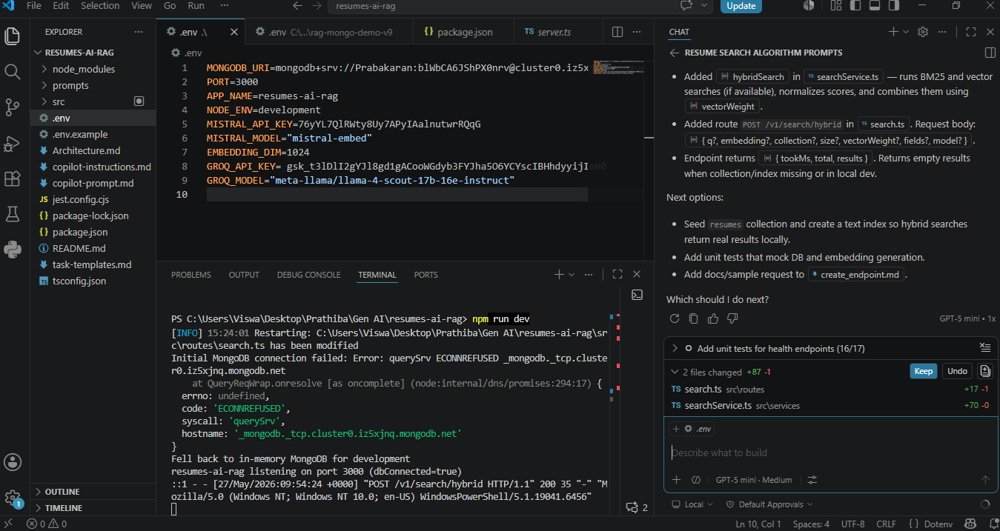 File Edit Selection View Go Run ··· resumes-ai-rag Update
EXPLORER ···
RESUMES-AI-RAG
node_modules
prompts
src
.env
.env.example
Architecture.md
copilot-instructions.md
copilot-prompt.md
JS jest.config.cjs
{} package-lock.json
{} package.json
README.md
task-templates.md
TS tsconfig.json
OUTLINE
TIMELINE
1
.env .\ .env C:\...\rag-mongo-demo-v9 {} package.json TS server.ts ···
.env
1 MONGODB_URI=mongodb+srv://Prabakaran:
2 PORT=3000
3 APP_NAME=resumes-ai-rag
4 NODE_ENV=development
5 MISTRAL_API_KEY=
6 MISTRAL_MODEL="mistral-embed"
7 EMBEDDING_DIM=1024
8 GROQ_API_KEY=
9 GROQ_MODEL="meta-llama/llama-4-scout-17b-16e-instruct"
10
PROBLEMS OUTPUT DEBUG CONSOLE TERMINAL PORTS ···
PS C:\Users\Viswa\Desktop\Prathiba\Gen AI\resumes-ai-rag> npm run dev
[INFO] 15:24:01 Restarting: C:\Users\Viswa\Desktop\Prathiba\Gen AI\resumes-ai-rag\sr
c\routes\search.ts has been modified
Initial MongoDB connection failed: Error: querySrv ECONNREFUSED _mongodb._tcp.cluste
r0.iz5xjnq.mongodb.net
at QueryReqWrap.onresolve [as oncomplete] (node:internal/dns/promises:294:17) {
errno: undefined,
code: 'ECONNREFUSED',
syscall: 'querySrv',
hostname: '_mongodb._tcp.cluster0.iz5xjnq.mongodb.net'
}
Fell back to in-memory MongoDB for development
resumes-ai-rag listening on port 3000 (dbConnected=true)
::1 - - [27/May/2026:09:54:24 +0000] "POST /v1/search/hybrid HTTP/1.1" 200 35 "-" "M
ozilla/5.0 (Windows NT; Windows NT 10.0; en-US) WindowsPowerShell/5.1.19041.6456"
2
CHAT ···
RESUME SEARCH ALGORITHM PROMPTS
• Added hybridSearch in TS searchService.ts — runs BM25 and vector
searches (if available), normalizes scores, and combines them using
vectorWeight .
• Added route POST /v1/search/hybrid in TS search.ts . Request body:
{ q?, embedding?, collection?, size?, vectorWeight?, fields?, model? } .
• Endpoint returns { tookMs, total, results } . Returns empty results
when collection/index missing or in local dev.
Next options:
• Seed resumes collection and create a text index so hybrid searches
return real results locally.
• Add unit tests that mock DB and embedding generation.
• Add docs/sample request to create_endpoint.md .
Which should I do next?
GPT-5 mini • 1x
Add unit tests for health endpoints (16/17)
2 files changed +87 -1 Keep Undo
TS search.ts src\routes +17 -1
TS searchService.ts src\services +70 -0
+ .env
Describe what to build
GPT-5 mini · Medium
Local Default Approvals
0 0 Ln 10, Col 1 Spaces: 4 UTF-8 CRLF {} Dotenv